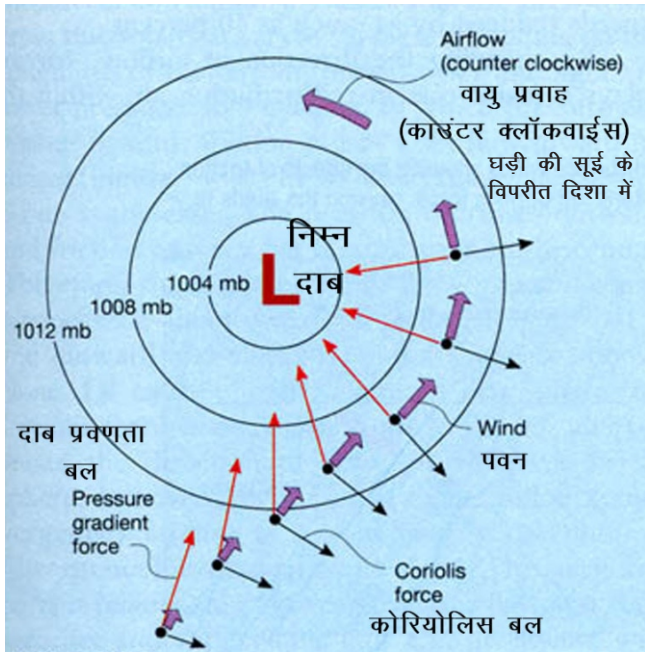 Airflow
(counter clockwise)
वायु प्रवाह
(काउंटर क्लॉकवाईस)
घड़ी की सूई के
विपरीत दिशा में
निम्न
L दाब
1004 mb
1008 mb
1012 mb
Wind
पवन
दाब प्रवणता
बल
Pressure
gradient
force
Coriolis
force
कोरियोलिस बल